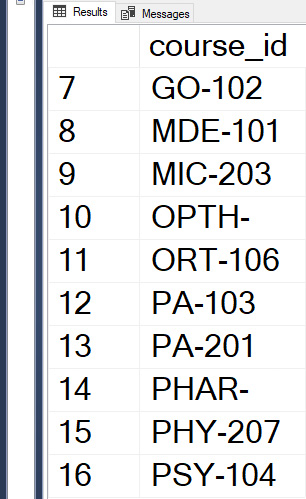 Results Messages
course_id
7 GO-102
8 MDE-101
9 MIC-203
10 OPTH-
11 ORT-106
12 PA-103
13 PA-201
14 PHAR-
15 PHY-207
16 PSY-104